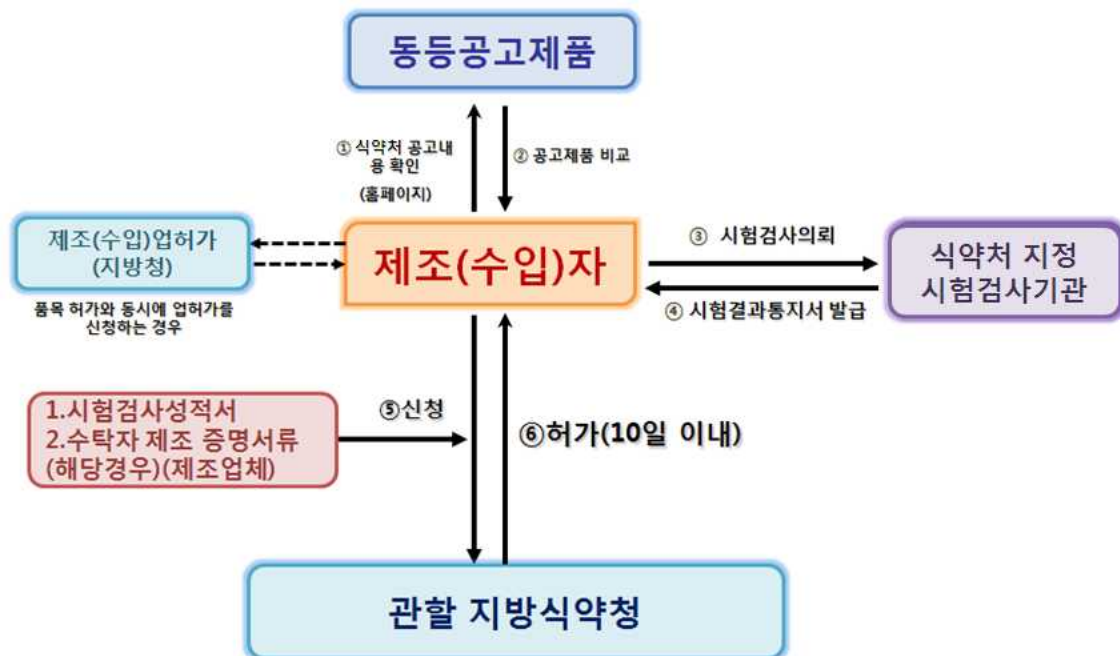 동등공고제품
① 식약처 공고내
용 확인
(홈페이지)
② 공고제품 비교
제조(수입)업허가
(지방청)
품목 허가와 동시에 업허가를
신청하는 경우
제조(수입)자
③ 시험검사의뢰
④ 시험결과통지서 발급
식약처 지정
시험검사기관
1.시험검사성적서
2.수탁자 제조 증명서류
(해당경우)(제조업체)
⑤신청
⑥허가(10일 이내)
관할 지방식약청